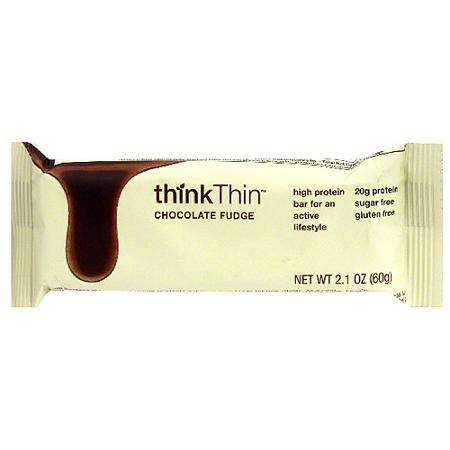 thinkThin™
CHOCOLATE FUDGE
high protein
bar for an
active
lifestyle
20g protein
sugar free
gluten free
NET WT 2.1 OZ (60g)